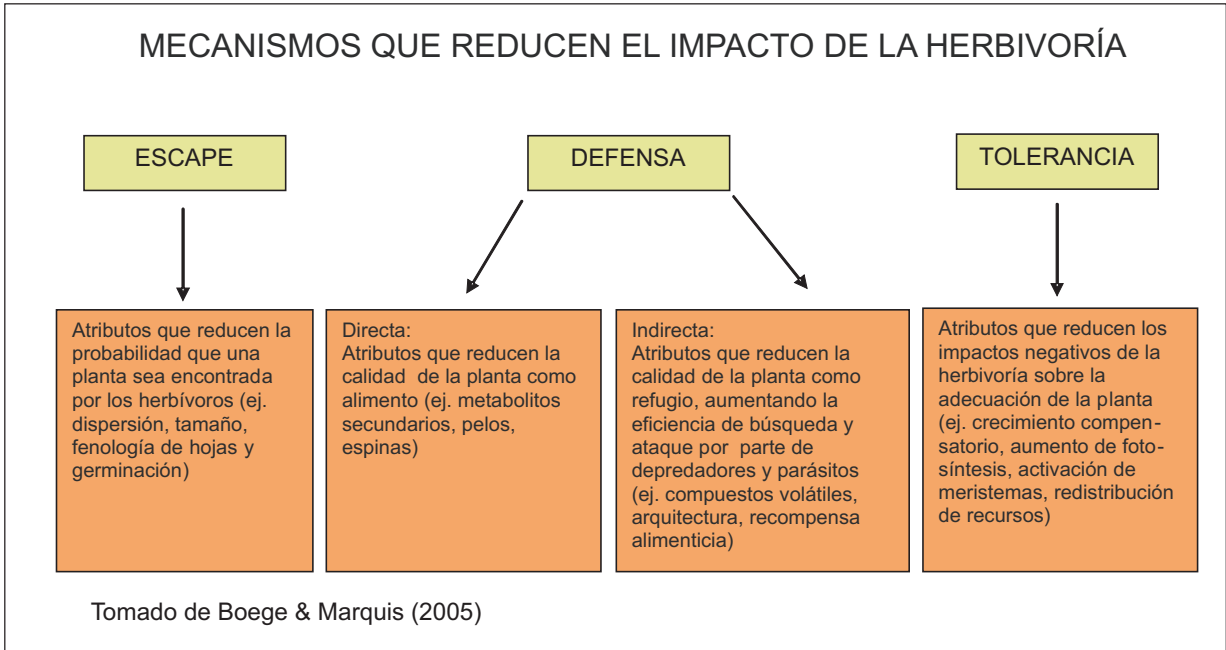 MECANISMOS QUE REDUCEN EL IMPACTO DE LA HERBIVORÍA
ESCAPE
DEFENSA
TOLERANCIA
Atributos que reducen la
probabilidad que una
planta sea encontrada
por los herbívoros (ej.
dispersión, tamaño,
fenología de hojas y
germinación)
Directa:
Atributos que reducen la
calidad de la planta como
alimento (ej. metabolitos
secundarios, pelos,
espinas)
Indirecta:
Atributos que reducen la
calidad de la planta como
refugio, aumentando la
eficiencia de búsqueda y
ataque por parte de
depredadores y parásitos
(ej. compuestos volátiles,
arquitectura, recompensa
alimenticia)
Atributos que reducen los
impactos negativos de la
herbivoría sobre la
adecuación de la planta
(ej. crecimiento compen-
satorio, aumento de foto-
síntesis, activación de
meristemas, redistribución
de recursos)
Tomado de Boege & Marquis (2005)